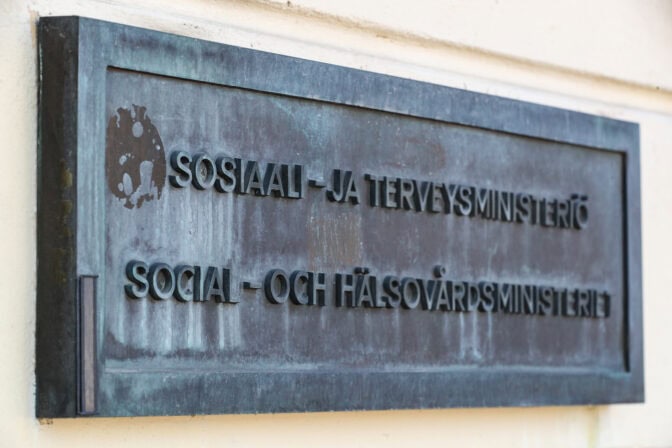 SOSIAALI-JA TERVEYSMINISTERIÖ
SOCIAL-OCH HÄLSOVÅRDSMINISTERIET